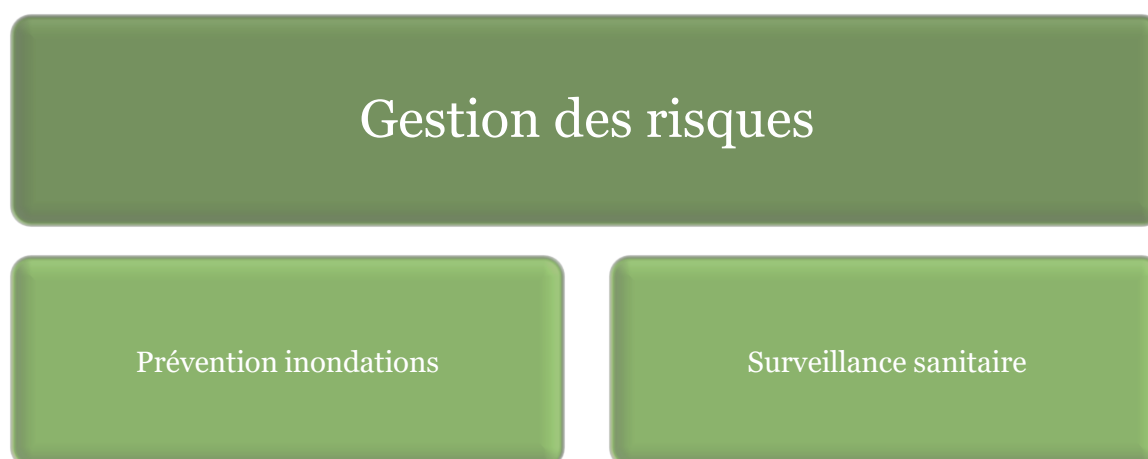 Gestion des risques
Prévention inondations
Surveillance sanitaire